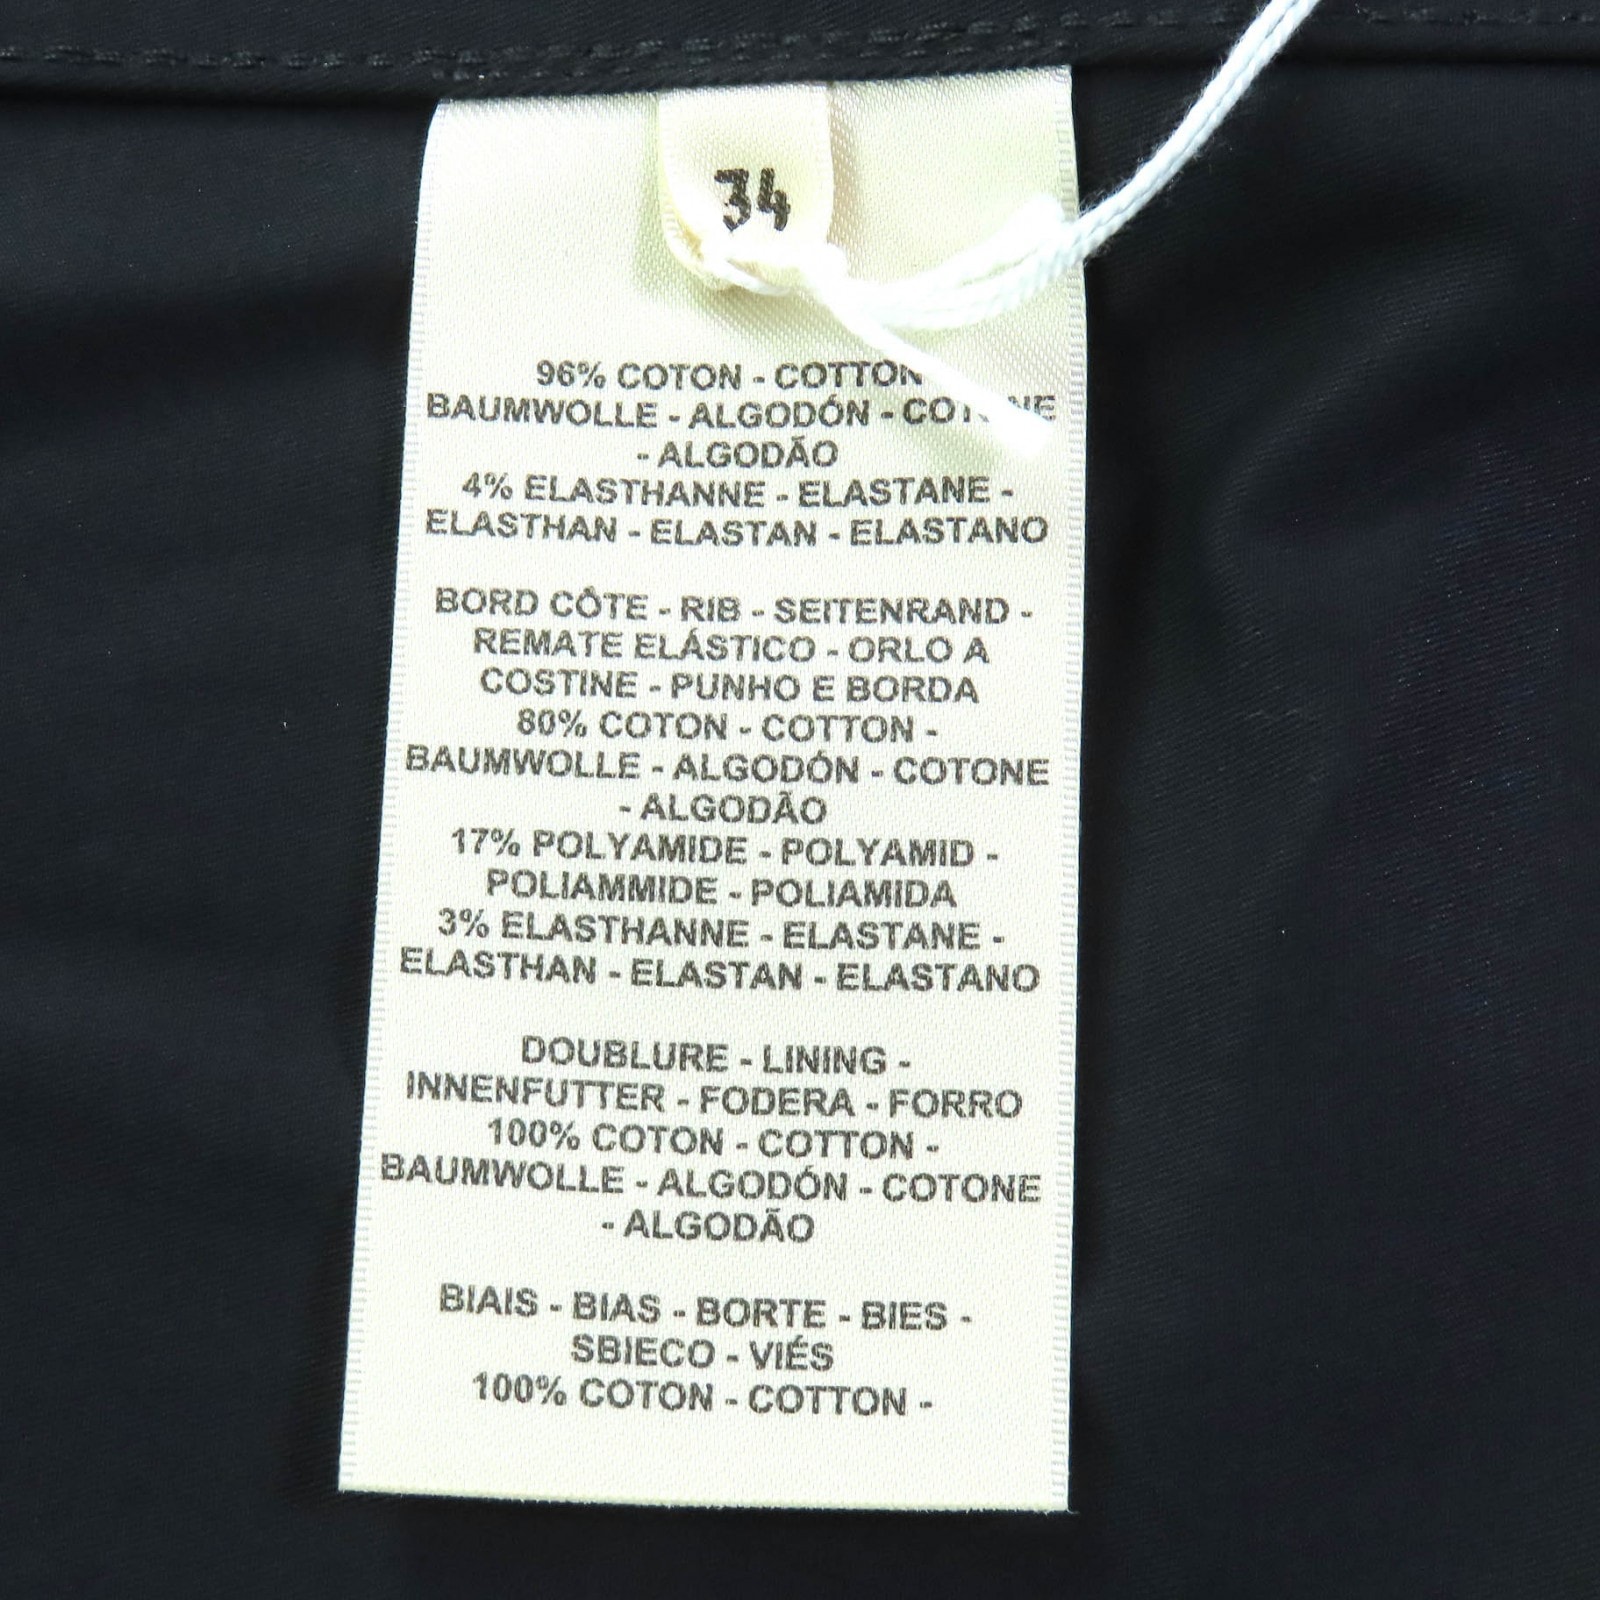 34
96% COTON - COTTON
BAUMWOLLE - ALGODÓN -
- ALGODÃO
4% ELASTHANNE - ELASTANE -
ELASTHAN - ELASTAN - ELASTANO
BORD CÔTE - RIB - SEITENRAND -
REMATE ELÁSTICO - ORLO A
COSTINE - PUNHO E BORDA
80% COTON - COTTON -
BAUMWOLLE - ALGODÓN - COTONE
- ALGODÃO
17% POLYAMIDE - POLYAMID -
POLIAMMIDE - POLIAMIDA
3% ELASTHANNE - ELASTANE -
ELASTHAN - ELASTAN - ELASTANO
DOUBLURE - LINING -
INNENFUTTER - FODERA - FORRO
100% COTON - COTTON -
BAUMWOLLE - ALGODÓN - COTONE
- ALGODÃO
BIAIS - BIAS - BORTE - BIES -
SBIECO - VIÉS
100% COTON - COTTON -